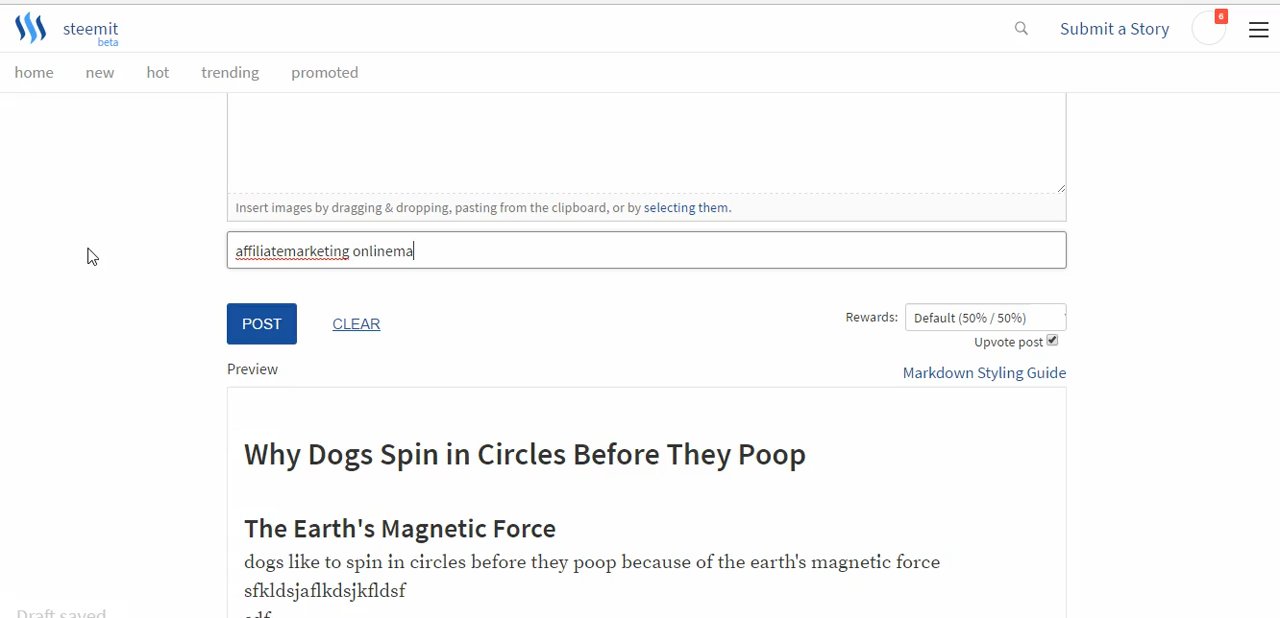 steemit
beta
6
Submit a Story
home new hot trending promoted
Insert images by dragging & dropping, pasting from the clipboard, or by selecting them.
affiliatemarketing onlinema
POST CLEAR Rewards: Default (50% / 50%)
Upvote post
Preview Markdown Styling Guide
Why Dogs Spin in Circles Before They Poop
The Earth's Magnetic Force
dogs like to spin in circles before they poop because of the earth's magnetic force
sfkldsjaflkdsjkfldsf
Draft saved